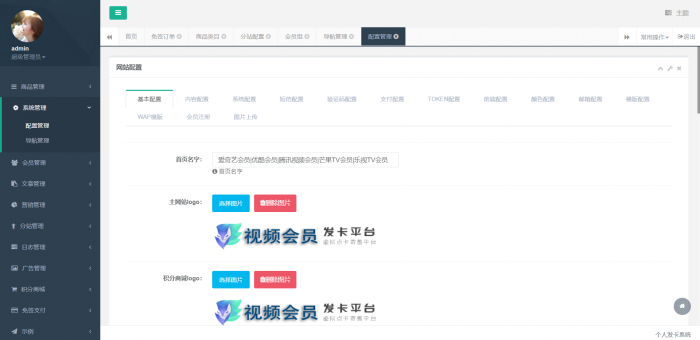 主题
首页 免签订单 商品类目 分站配置 会员组 导航管理 配置管理 常用操作 退出
admin
超级管理员
商品管理
系统管理
配置管理
导航管理
会员管理
文章管理
营销管理
分站管理
日志管理
广告管理
积分商城
免签支付
示例
网站配置
基本配置 内容配置 系统配置 短信配置 验证码配置 支付配置 TOKEN配置 前端配置 颜色配置 邮箱配置 模板配置
WAP模板 会员注册 图片上传
首页名字: 爱奇艺会员|优酷会员|腾讯视频会员|芒果TV会员|乐视TV会员
首页名字
主网站logo: 选择图片 删除图片
视频会员 发卡平台
虚拟点卡寄售平台
积分商城logo: 选择图片 删除图片
视频会员 发卡平台
虚拟点卡寄售平台
个人发卡系统